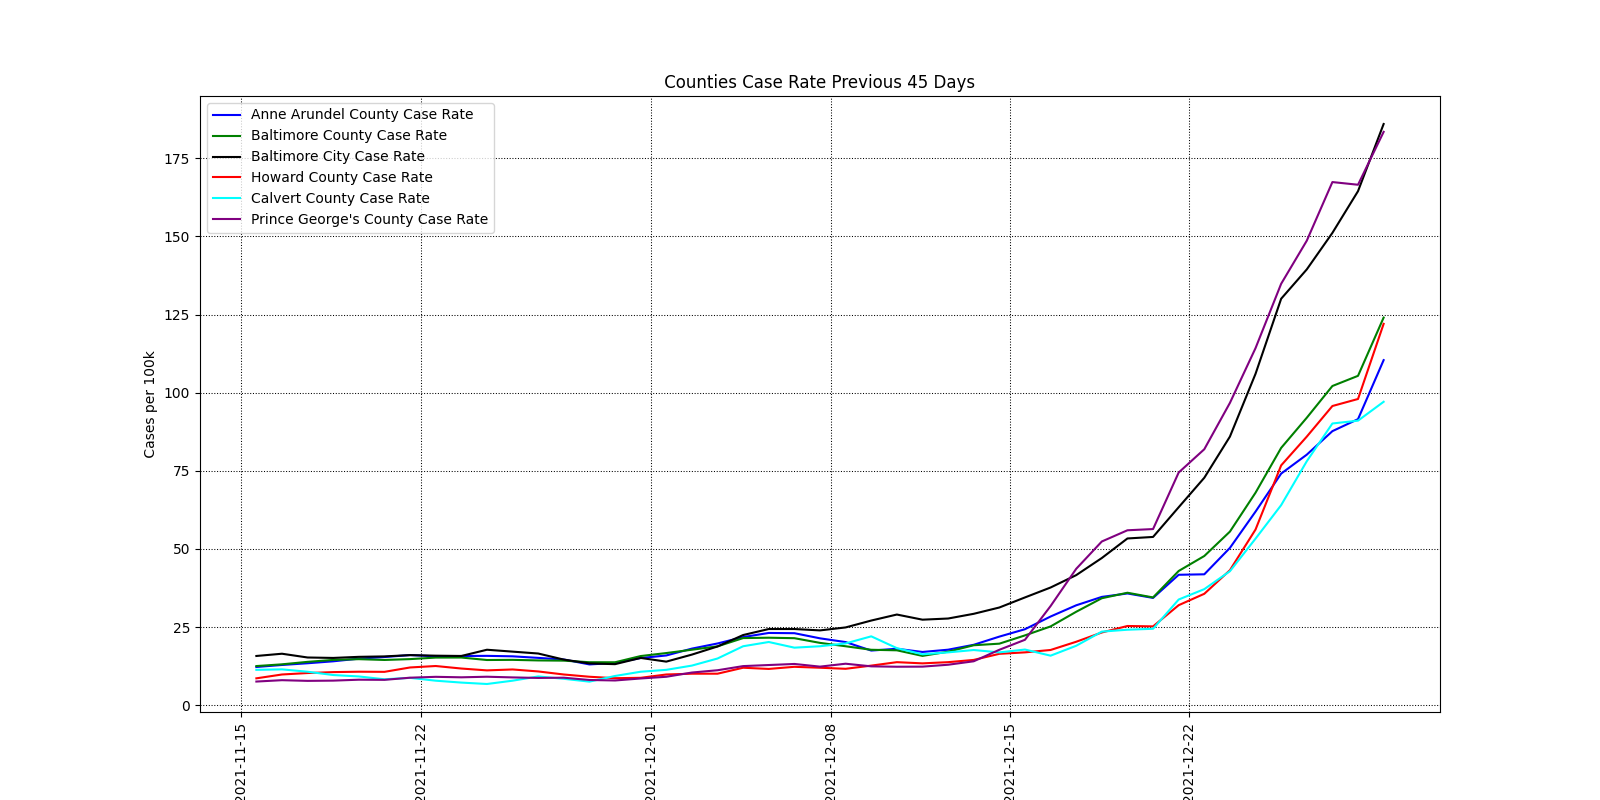 Counties Case Rate Previous 45 Days
Anne Arundel County Case Rate
Baltimore County Case Rate
Baltimore City Case Rate
Howard County Case Rate
Calvert County Case Rate
Prince George's County Case Rate
175
150
125
100
75
50
25
0
Cases per 100k
2021-11-15
2021-11-22
2021-12-01
2021-12-08
2021-12-15
2021-12-22